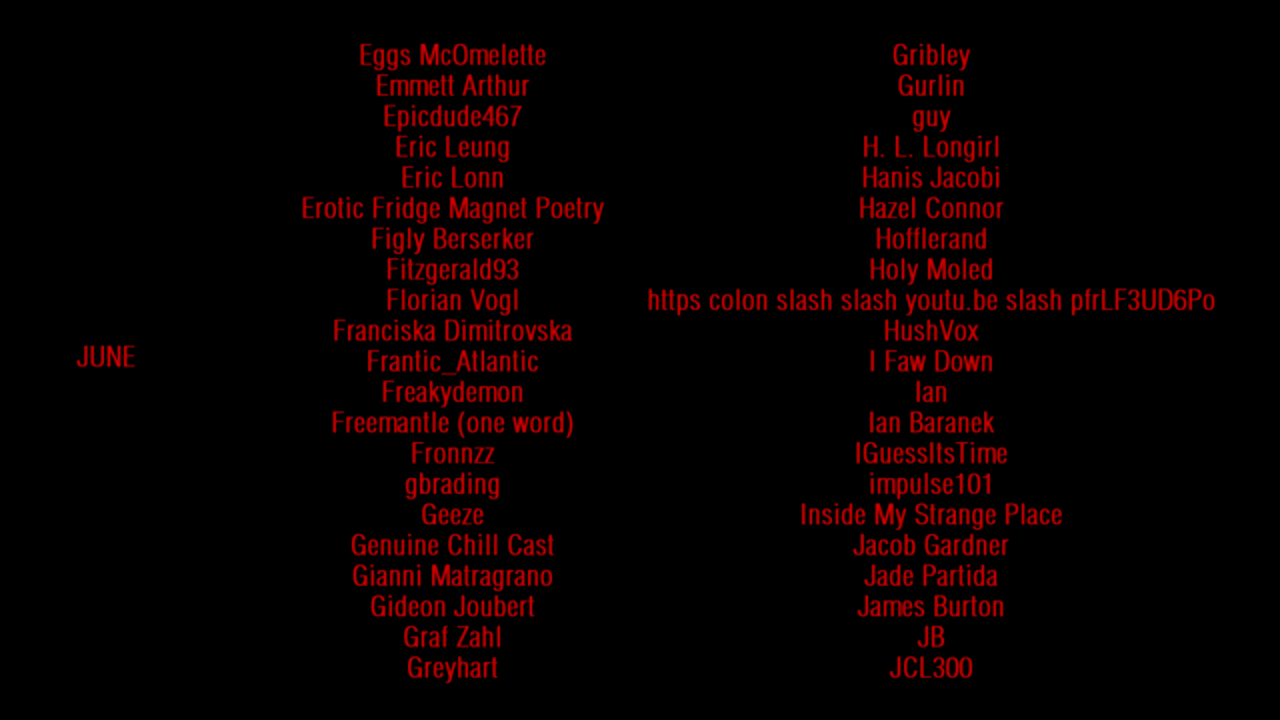 JUNE
Eggs McOmelette
Emmett Arthur
Epicdude467
Eric Leung
Eric Lonn
Erotic Fridge Magnet Poetry
Figly Berserker
Fitzgerald93
Florian Vogl
Franciska Dimitrovska
Frantic_Atlantic
Freakydemon
Freemantle (one word)
Fronnzz
gbrading
Geeze
Genuine Chill Cast
Gianni Matragrano
Gideon Joubert
Graf Zahl
Greyhart
Gribley
Gurlin
guy
H. L. Longirl
Hanis Jacobi
Hazel Connor
Hofflerand
Holy Moled
https colon slash slash youtu.be slash pfrLF3UD6Po
HushVox
I Faw Down
Ian
Ian Baranek
IGuessItsTime
impulse101
Inside My Strange Place
Jacob Gardner
Jade Partida
James Burton
JB
JCL300